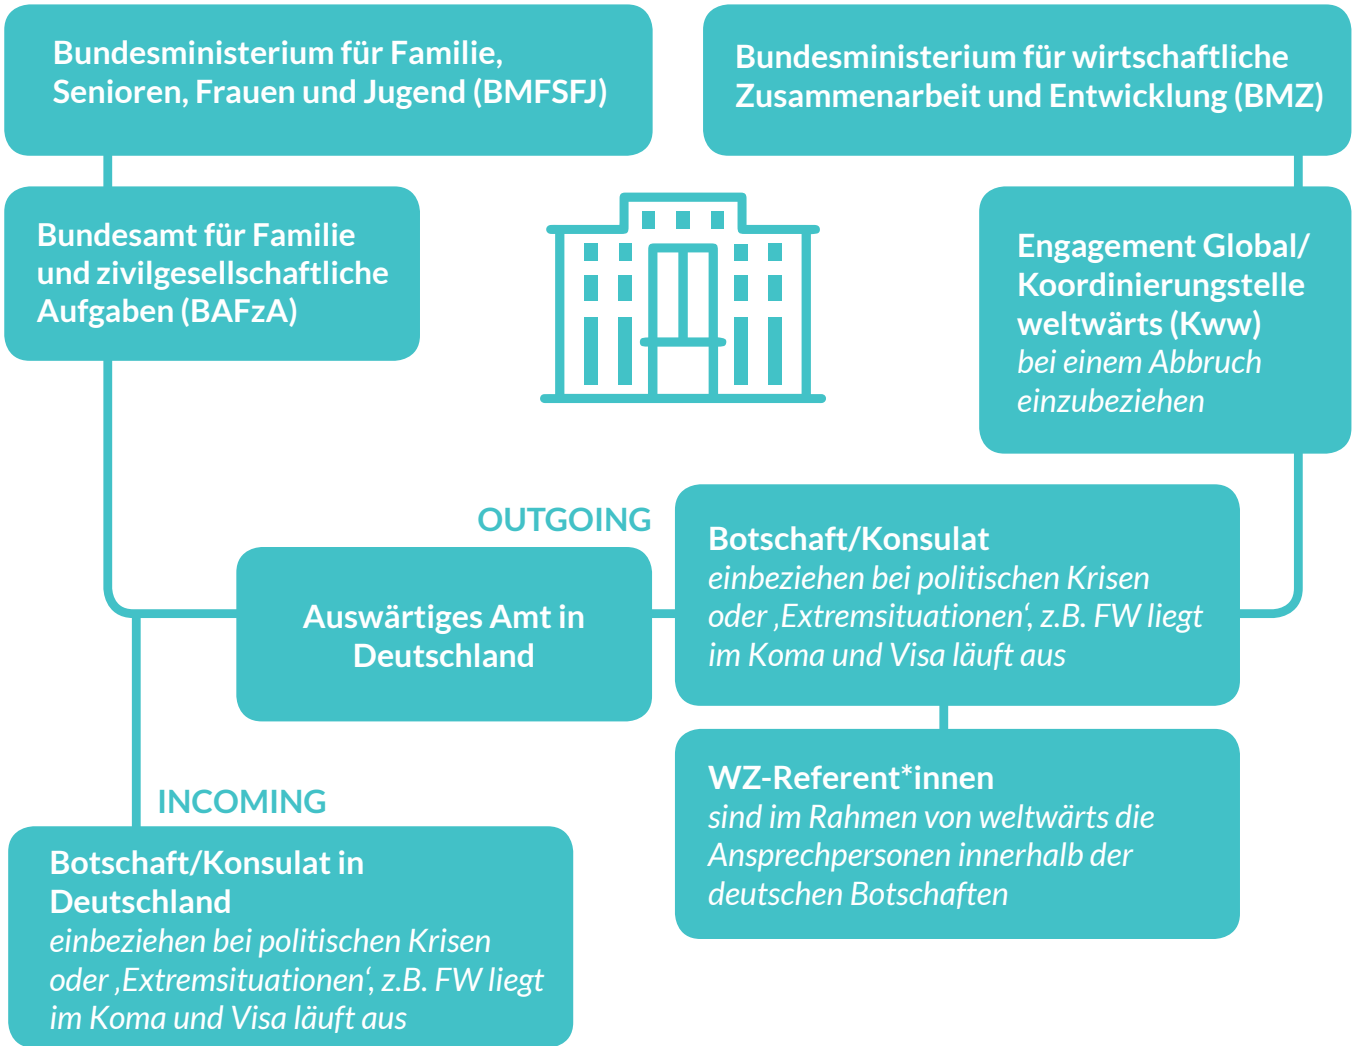 Bundesministerium für Familie,
Senioren, Frauen und Jugend (BMFSFJ)
Bundesministerium für wirtschaftliche
Zusammenarbeit und Entwicklung (BMZ)
Bundesamt für Familie
und zivilgesellschaftliche
Aufgaben (BAFzA)
Engagement Global/
Koordinierungstelle
weltwärts (Kww)
bei einem Abbruch
einzubeziehen
OUTGOING
Auswärtiges Amt in
Deutschland
Botschaft/Konsulat
einbeziehen bei politischen Krisen
oder ‚Extremsituationen‘, z.B. FW liegt
im Koma und Visa läuft aus
WZ-Referent*innen
sind im Rahmen von weltwärts die
Ansprechpersonen innerhalb der
deutschen Botschaften
INCOMING
Botschaft/Konsulat in
Deutschland
einbeziehen bei politischen Krisen
oder ‚Extremsituationen‘, z.B. FW liegt
im Koma und Visa läuft aus